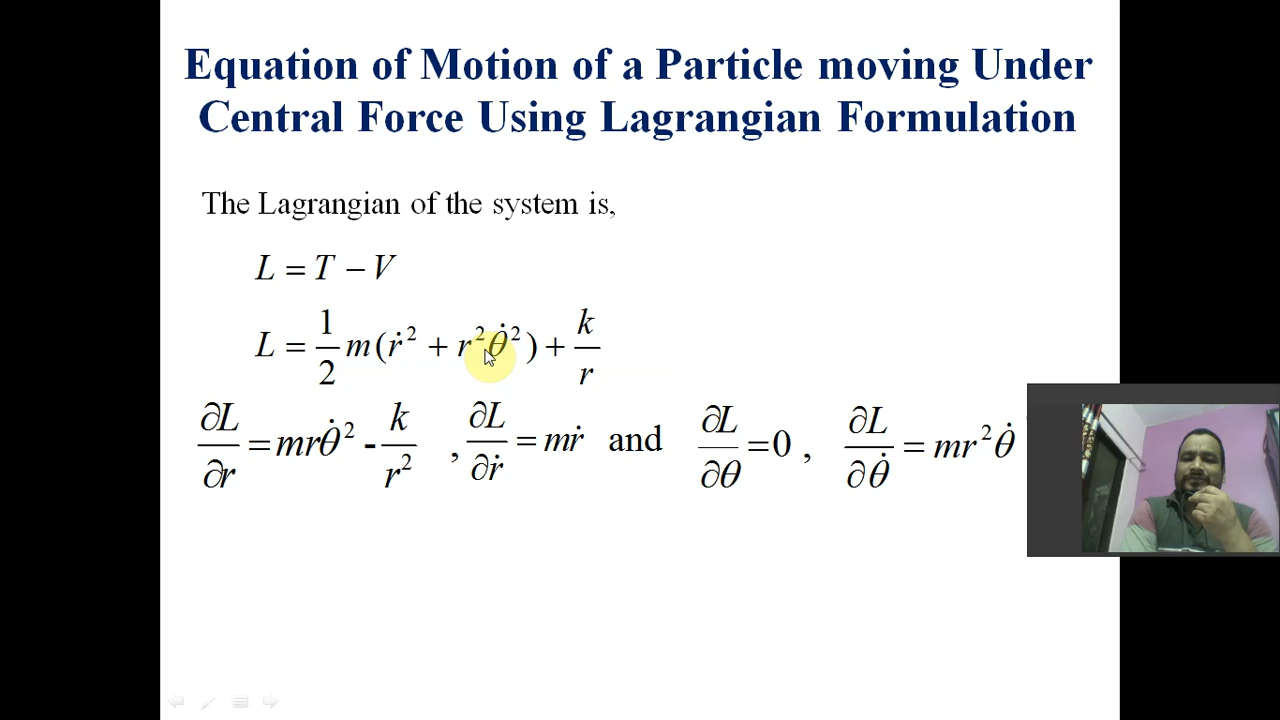 Equation of Motion of a Particle moving Under
Central Force Using Lagrangian Formulation
The Lagrangian of the system is,
L = T − V
L = 1/2 m(ṙ² + r²θ̇²) + k/r
∂L/∂r = mrθ̇² - k/r² , ∂L/∂ṙ = mṙ and ∂L/∂θ =0 , ∂L/∂θ̇ = mr²θ̇